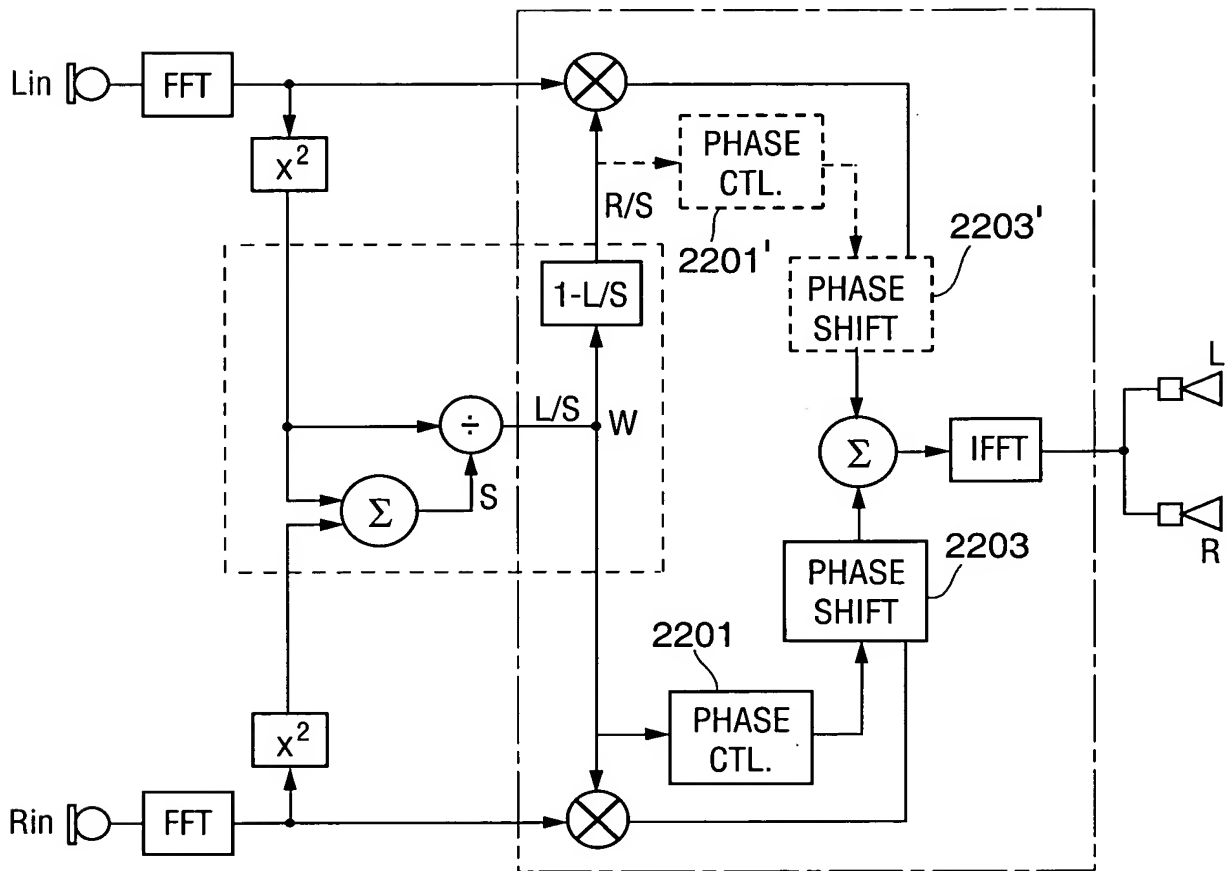 Lin
FFT
x²
PHASE
CTL.
R/S
2201'
2203'
1-L/S
PHASE
SHIFT
L
÷
L/S
W
Σ
IFFT
Σ
S
R
2203
PHASE
SHIFT
2201
x²
PHASE
CTL.
Rin
FFT